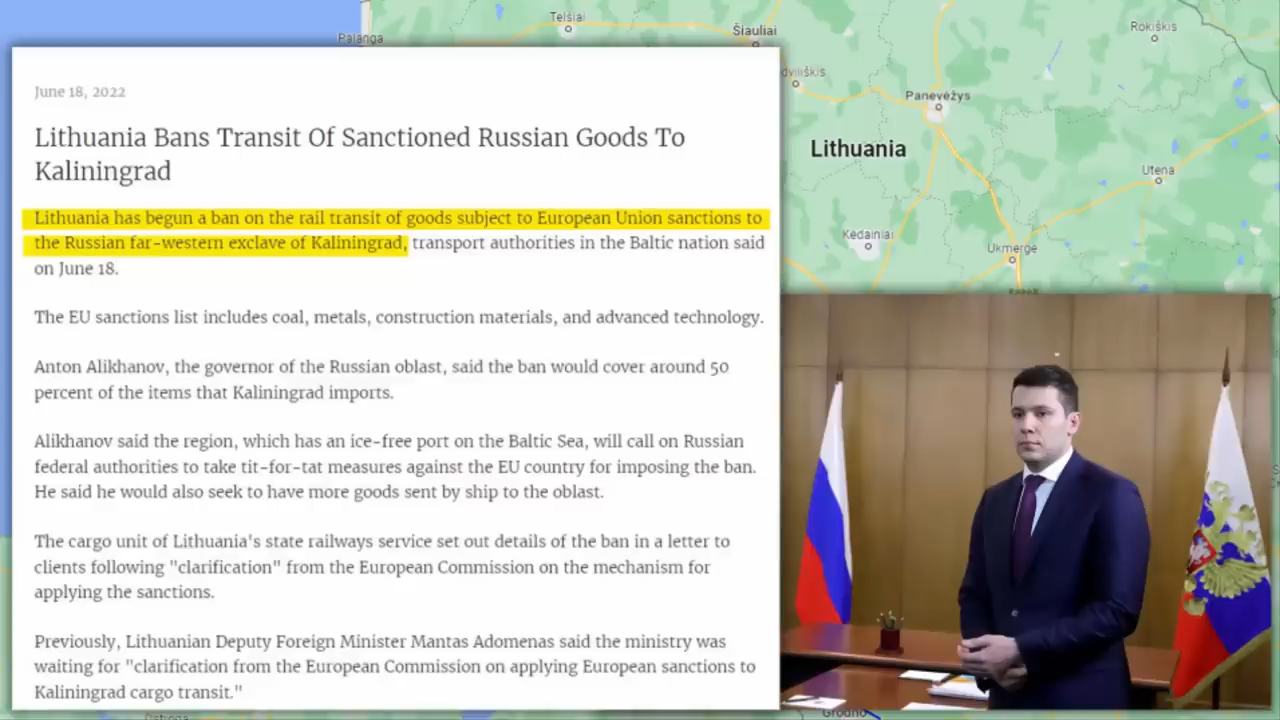 Telšiai
Palanga
Šiauliai
Rokiškis
dviliškis
Panevėžys
Lithuania
Utena
Kėdainiai
Ukmergė
June 18, 2022
Lithuania Bans Transit Of Sanctioned Russian Goods To
Kaliningrad
Lithuania has begun a ban on the rail transit of goods subject to European Union sanctions to
the Russian far-western exclave of Kaliningrad, transport authorities in the Baltic nation said
on June 18.
The EU sanctions list includes coal, metals, construction materials, and advanced technology.
Anton Alikhanov, the governor of the Russian oblast, said the ban would cover around 50
percent of the items that Kaliningrad imports.
Alikhanov said the region, which has an ice-free port on the Baltic Sea, will call on Russian
federal authorities to take tit-for-tat measures against the EU country for imposing the ban.
He said he would also seek to have more goods sent by ship to the oblast.
The cargo unit of Lithuania's state railways service set out details of the ban in a letter to
clients following "clarification" from the European Commission on the mechanism for
applying the sanctions.
Previously, Lithuanian Deputy Foreign Minister Mantas Adomenas said the ministry was
waiting for "clarification from the European Commission on applying European sanctions to
Kaliningrad cargo transit."
Grodno